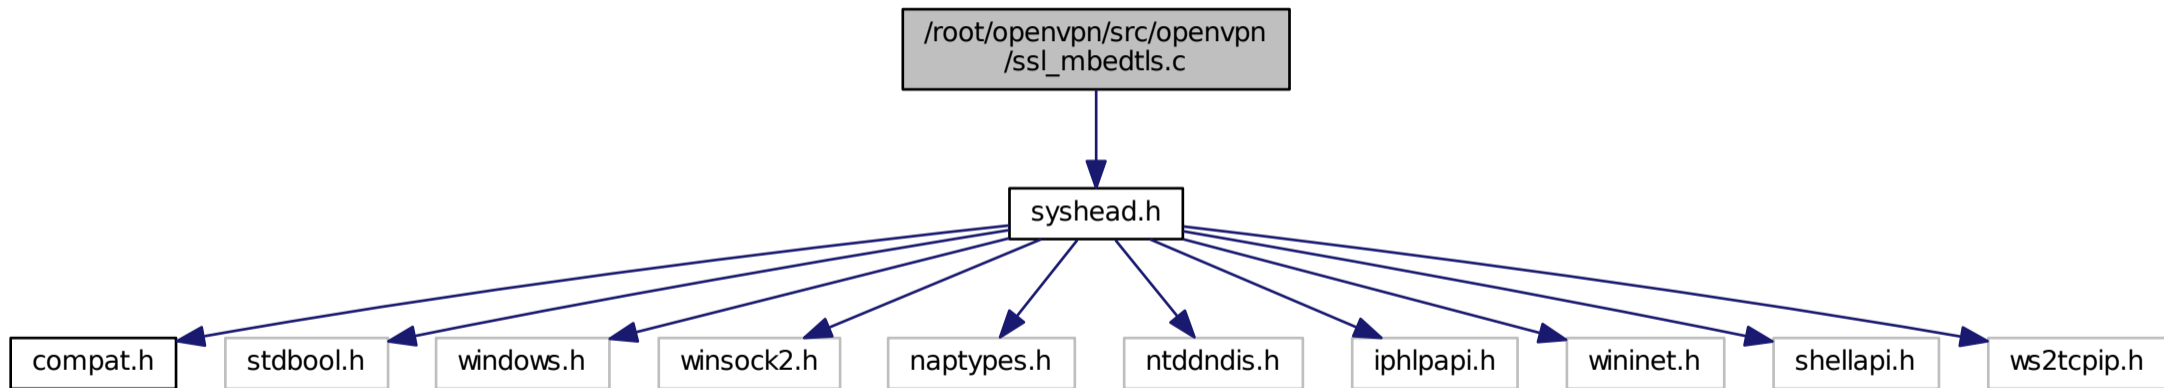 /root/openvpn/src/openvpn
/ssl_mbedtls.c
syshead.h
compat.h
stdbool.h
windows.h
winsock2.h
naptypes.h
ntddndis.h
iphlpapi.h
wininet.h
shellapi.h
ws2tcpip.h